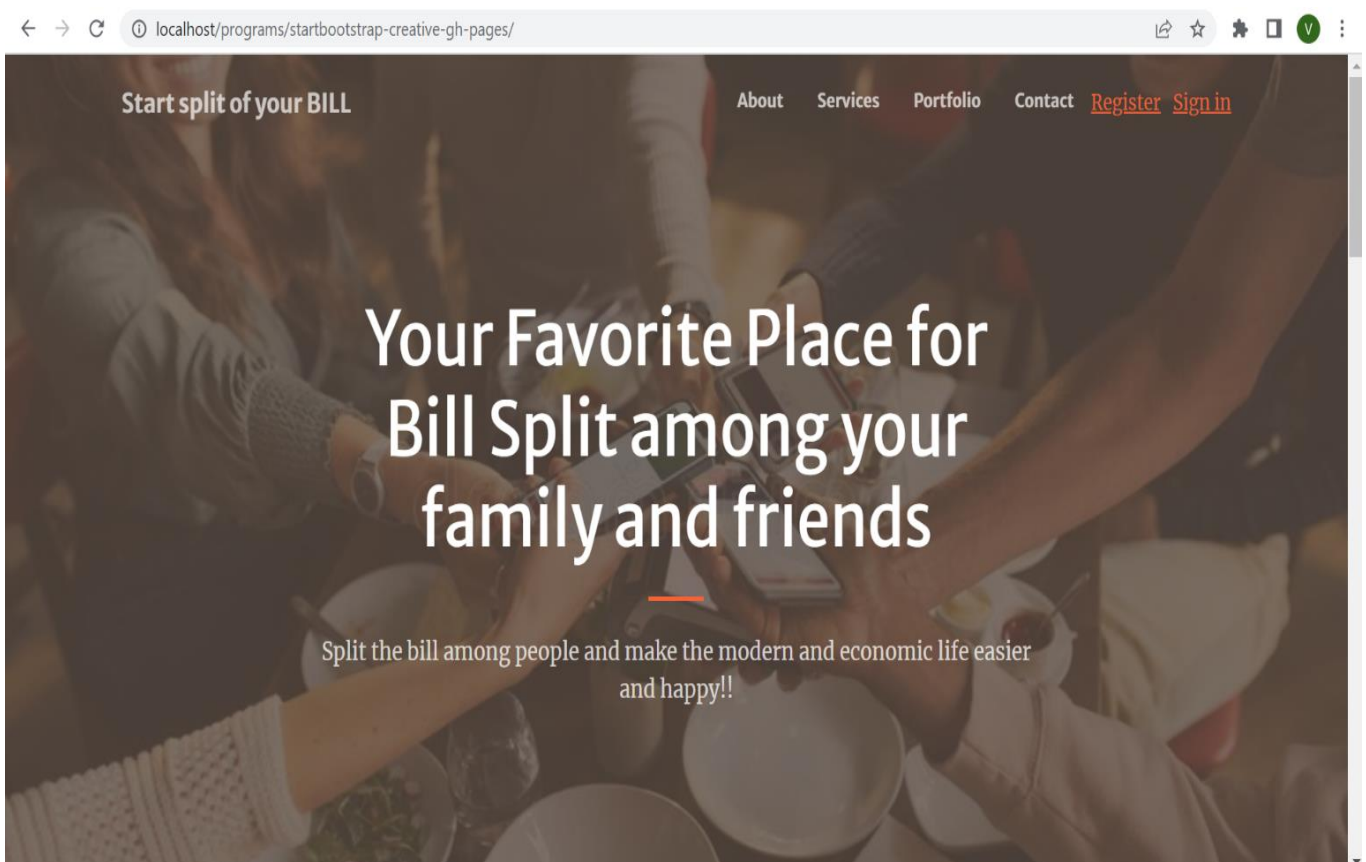 localhost/programs/startbootstrap-creative-gh-pages/
V
Start split of your BILL
About Services Portfolio Contact Register Sign in
Your Favorite Place for
Bill Split among your
family and friends
Split the bill among people and make the modern and economic life easier
and happy!!